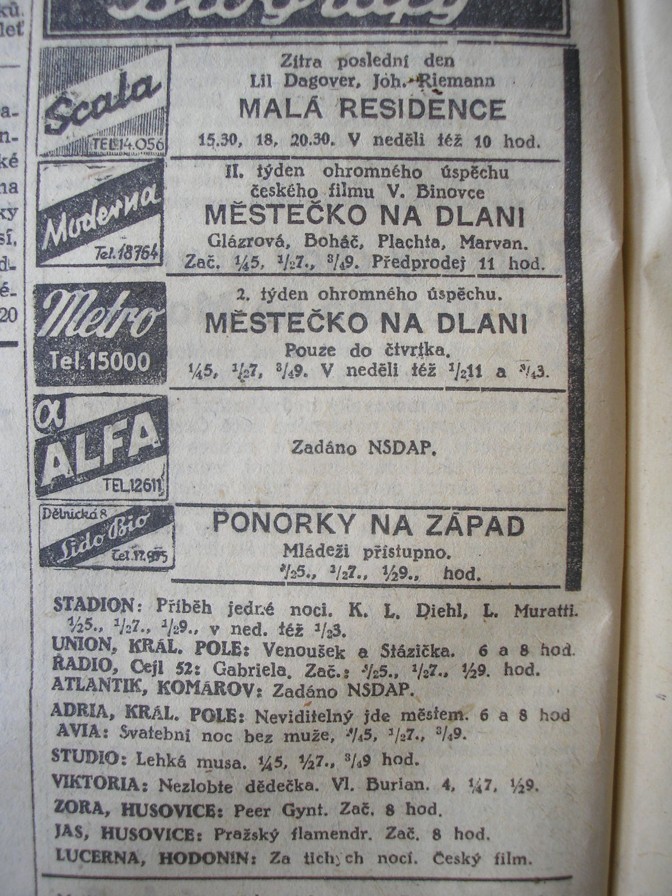 Biografy
ků.
leť
a-
n-
ké
na
ky
sí,
d-
é-
20
Scala
TEL.14.056
Zítra poslední den
Lil Dagover, Joh. Riemann
MALÁ RESIDENCE
15.30, 18, 20.30. V neděli též 10 hod.
Moderna
Tel.18764
II. týden ohromného úspěchu
českého filmu V. Binovce
MĚSTEČKO NA DLANI
Glázrová, Boháč, Plachta, Marvan.
Zač. ¼5, ½7., ¾9. Předprodej 11 hod.
Metro
Tel.15000
2. týden ohromného úspěchu.
MĚSTEČKO NA DLANI
Pouze do čtvrtka.
¼5, ½7, ¾9. V neděli též ½11 a ¾3.
α
ALFA
TEL.12611
Zadáno NSDAP.
Dělnická 8
Lido Bio
PONORKY NA ZÁPAD
Mládeži přístupno.
¾5., ½7., ½9., hod.
STADION: Příběh jedné noci. K. L. Diehl, L. Muratti.
½5., ½7., ½9., v ned. též ½3.
UNION, KRÁL. POLE: Venoušek a Stázička. 6 a 8 hod.
RADIO, Cejl 52: Gabriela. Zač.: ¾5., ½7., ½9. hod.
ATLANTIK, KOMÁROV: Zadáno NSDAP.
ADRIA, KRÁL. POLE: Neviditelný jde městem. 6 a 8 hod
AVIA: Svatební noc bez muže, ¾5, ½7., ¾9.
STUDIO: Lehká musa. ¼5, ½7., ¾9 hod.
VIKTORIA: Nezlobte dědečka. Vl. Burian. 4, ¼7, ½9.
ZORA, HUSOVICE: Peer Gynt. Zač. 8 hod.
JAS, HUSOVICE: Pražský flamendr. Zač. 8 hod.
LUCERNA, HODONÍN: Za tichých nocí. Český film.